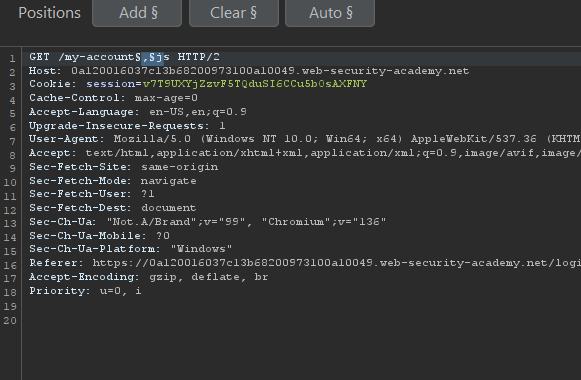 Positions Add § Clear § Auto §
1 GET /my-account§,§js HTTP/2
2 Host: 0a120016037c13b68200973100a10049.web-security-academy.net
3 Cookie: session=v7T9UXYjZzvF5TQduSI6CCu5b0sAXFNY
4 Cache-Control: max-age=0
5 Accept-Language: en-US,en;q=0.9
6 Upgrade-Insecure-Requests: 1
7 User-Agent: Mozilla/5.0 (Windows NT 10.0; Win64; x64) AppleWebKit/537.36 (KHTM
8 Accept: text/html,application/xhtml+xml,application/xml;q=0.9,image/avif,image/
9 Sec-Fetch-Site: same-origin
10 Sec-Fetch-Mode: navigate
11 Sec-Fetch-User: ?1
12 Sec-Fetch-Dest: document
13 Sec-Ch-Ua: "Not.A/Brand";v="99", "Chromium";v="136"
14 Sec-Ch-Ua-Mobile: ?0
15 Sec-Ch-Ua-Platform: "Windows"
16 Referer: https://0a120016037c13b68200973100a10049.web-security-academy.net/logi
17 Accept-Encoding: gzip, deflate, br
18 Priority: u=0, i
19
20